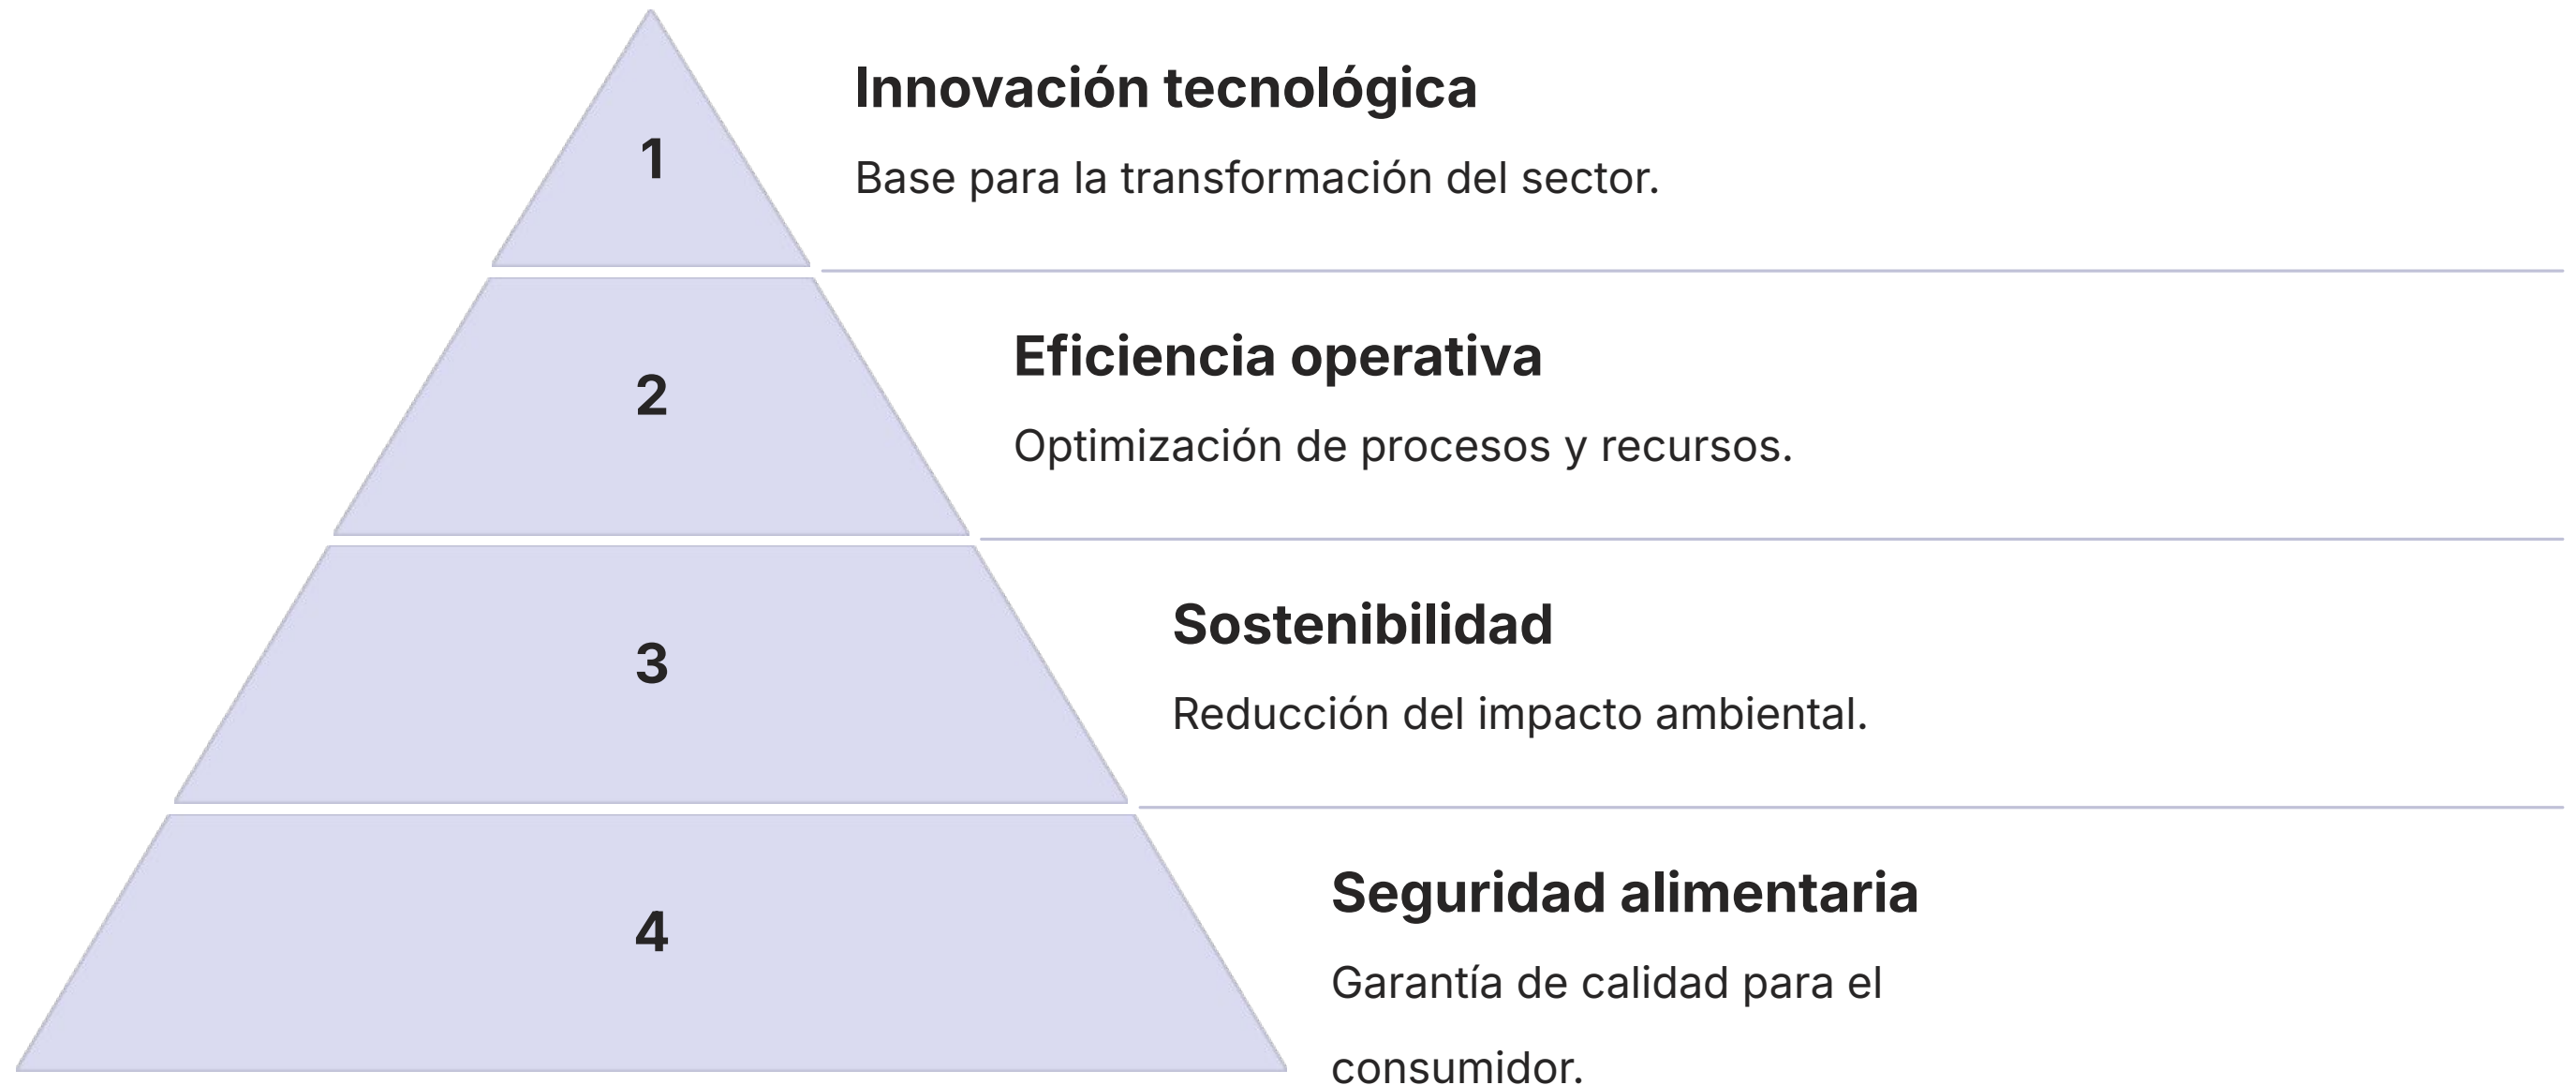 1
Innovación tecnológica
Base para la transformación del sector.
2
Eficiencia operativa
Optimización de procesos y recursos.
3
Sostenibilidad
Reducción del impacto ambiental.
4
Seguridad alimentaria
Garantía de calidad para el
consumidor.